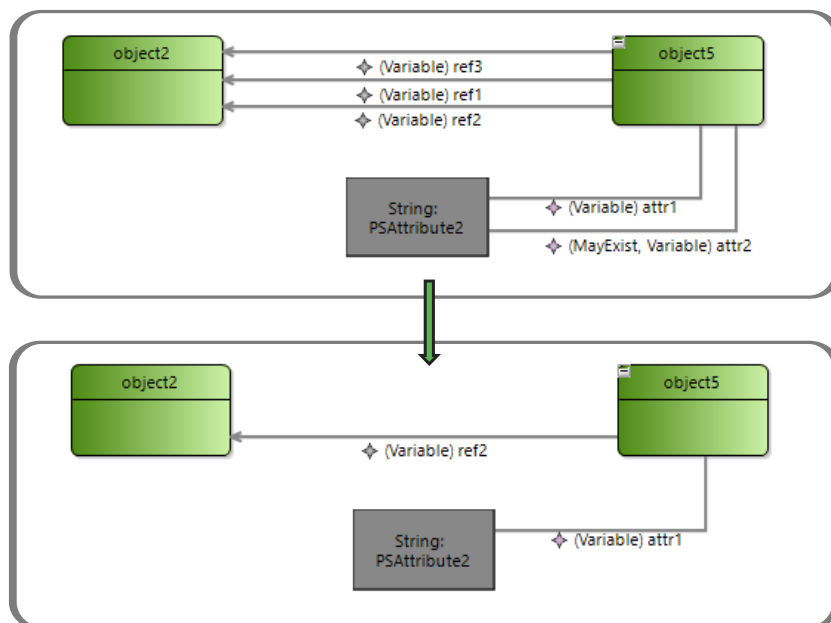 object2
object5
(Variable) ref3
(Variable) ref1
(Variable) ref2
String:
PSAttribute2
(Variable) attr1
(MayExist, Variable) attr2
object2
object5
(Variable) ref2
String:
PSAttribute2
(Variable) attr1